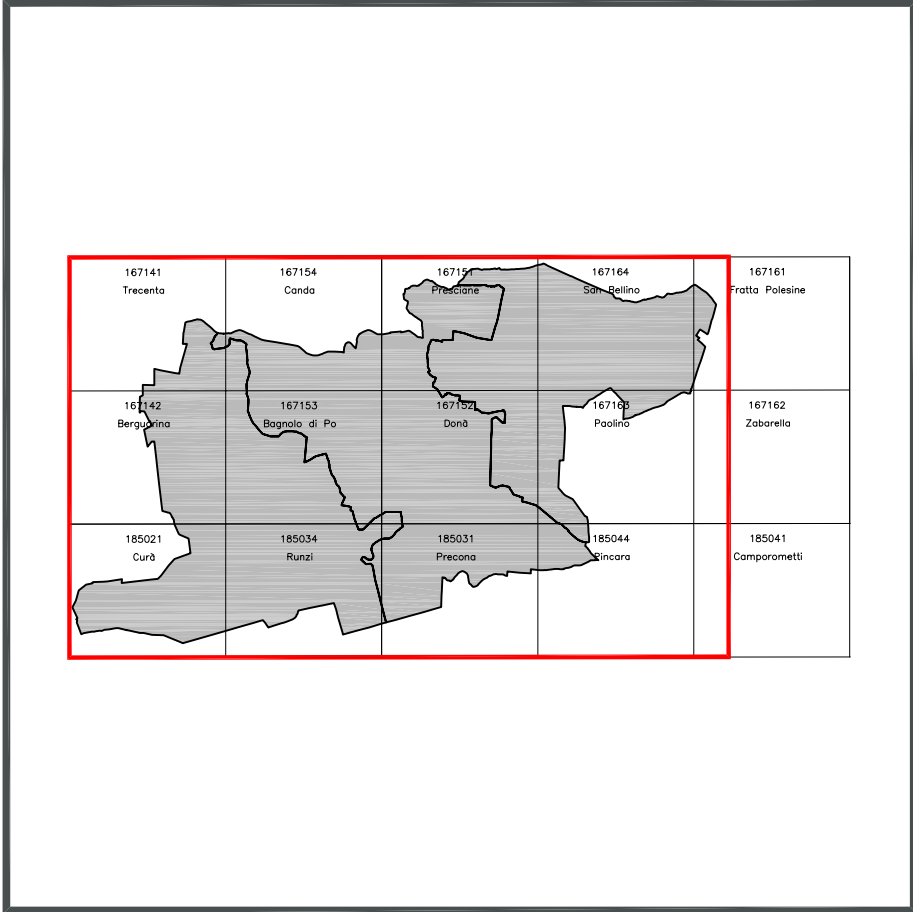 167141
Trecenta
167154
Canda
167151
Presciane
167164
San Bellino
167161
Fratta Polesine
167142
Berguarina
167153
Bagnolo di Po
167152
Donà
167163
Paolino
167162
Zabarella
185021
Curà
185034
Runzi
185031
Precona
185044
Pincara
185041
Camporometti